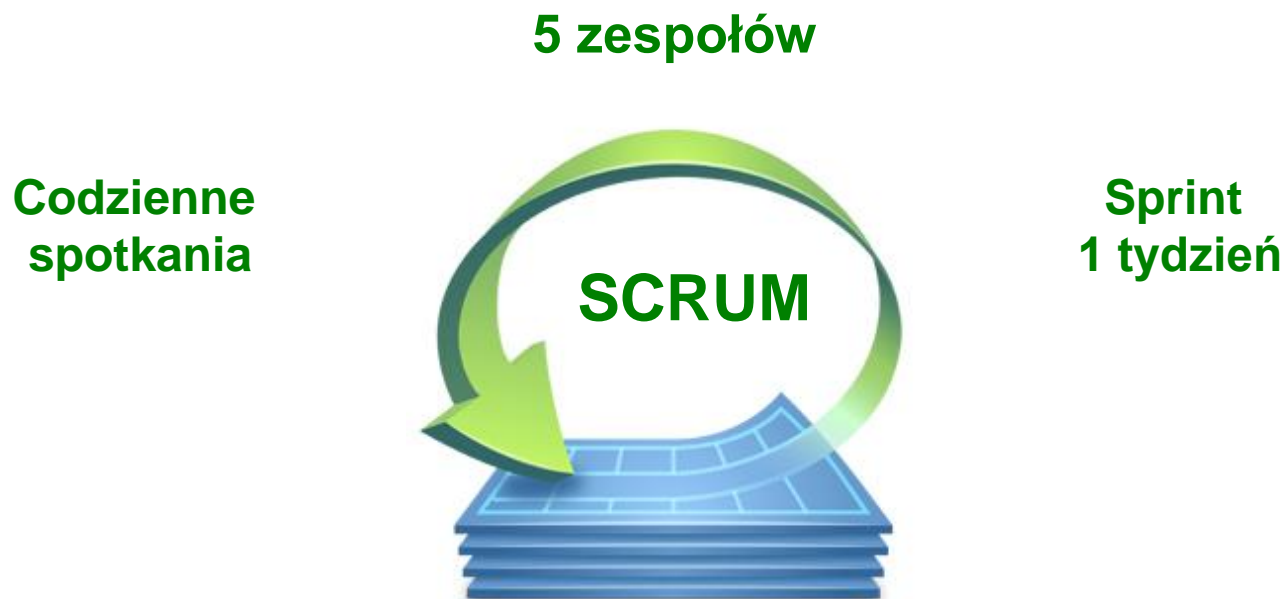 5 zespołów
Codzienne
spotkania
Sprint
1 tydzień
SCRUM